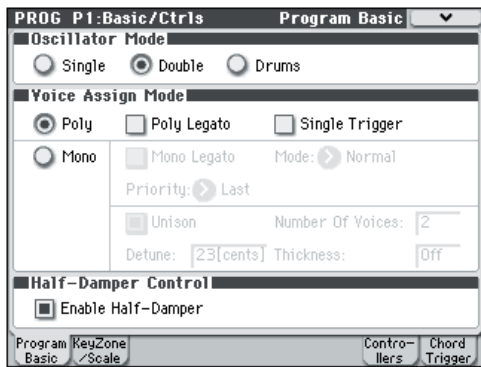 PROG P1:Basic/Ctrls Program Basic
Oscillator Mode
Single Double Drums
Voice Assign Mode
Poly Poly Legato Single Trigger
Mono Mono Legato Mode: Normal
Priority: Last
Unison Number Of Voices: 2
Detune: 23[cents] Thickness: Off
Half-Damper Control
Enable Half-Damper
Program Basic KeyZone /Scale Contro- llers Chord Trigger